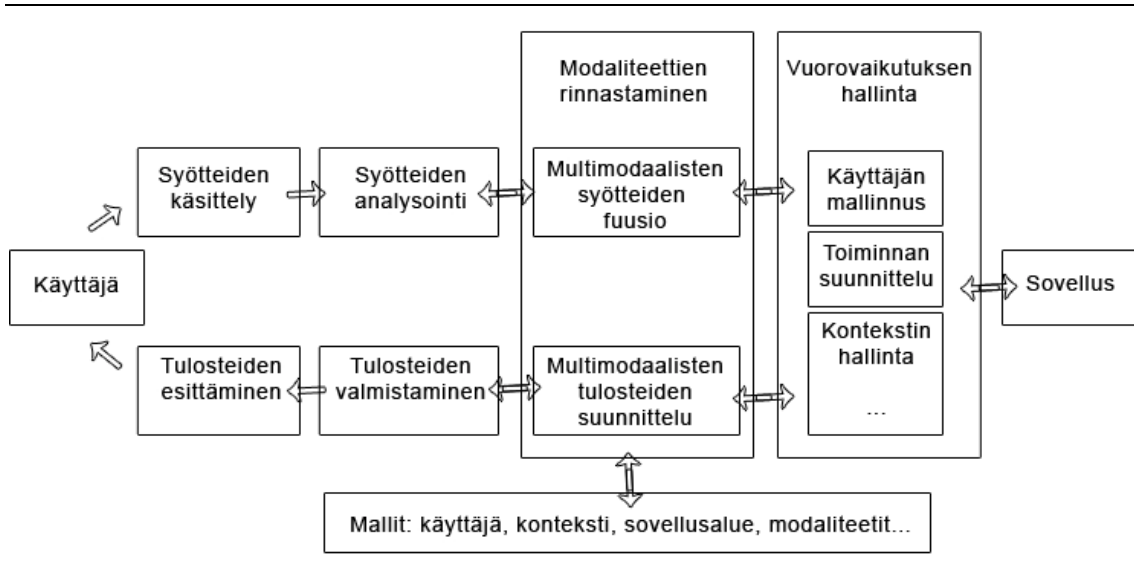 Modaliteettien
rinnastaminen
Vuorovaikutuksen
hallinta
Syötteiden
käsittely
Syötteiden
analysointi
Multimodaalisten
syötteiden
fuusio
Käyttäjän
mallinnus
Toiminnan
suunnittelu
Käyttäjä
Sovellus
Kontekstin
hallinta
...
Tulosteiden
esittäminen
Tulosteiden
valmistaminen
Multimodaalisten
tulosteiden
suunnittelu
Mallit: käyttäjä, konteksti, sovellusalue, modaliteetit...